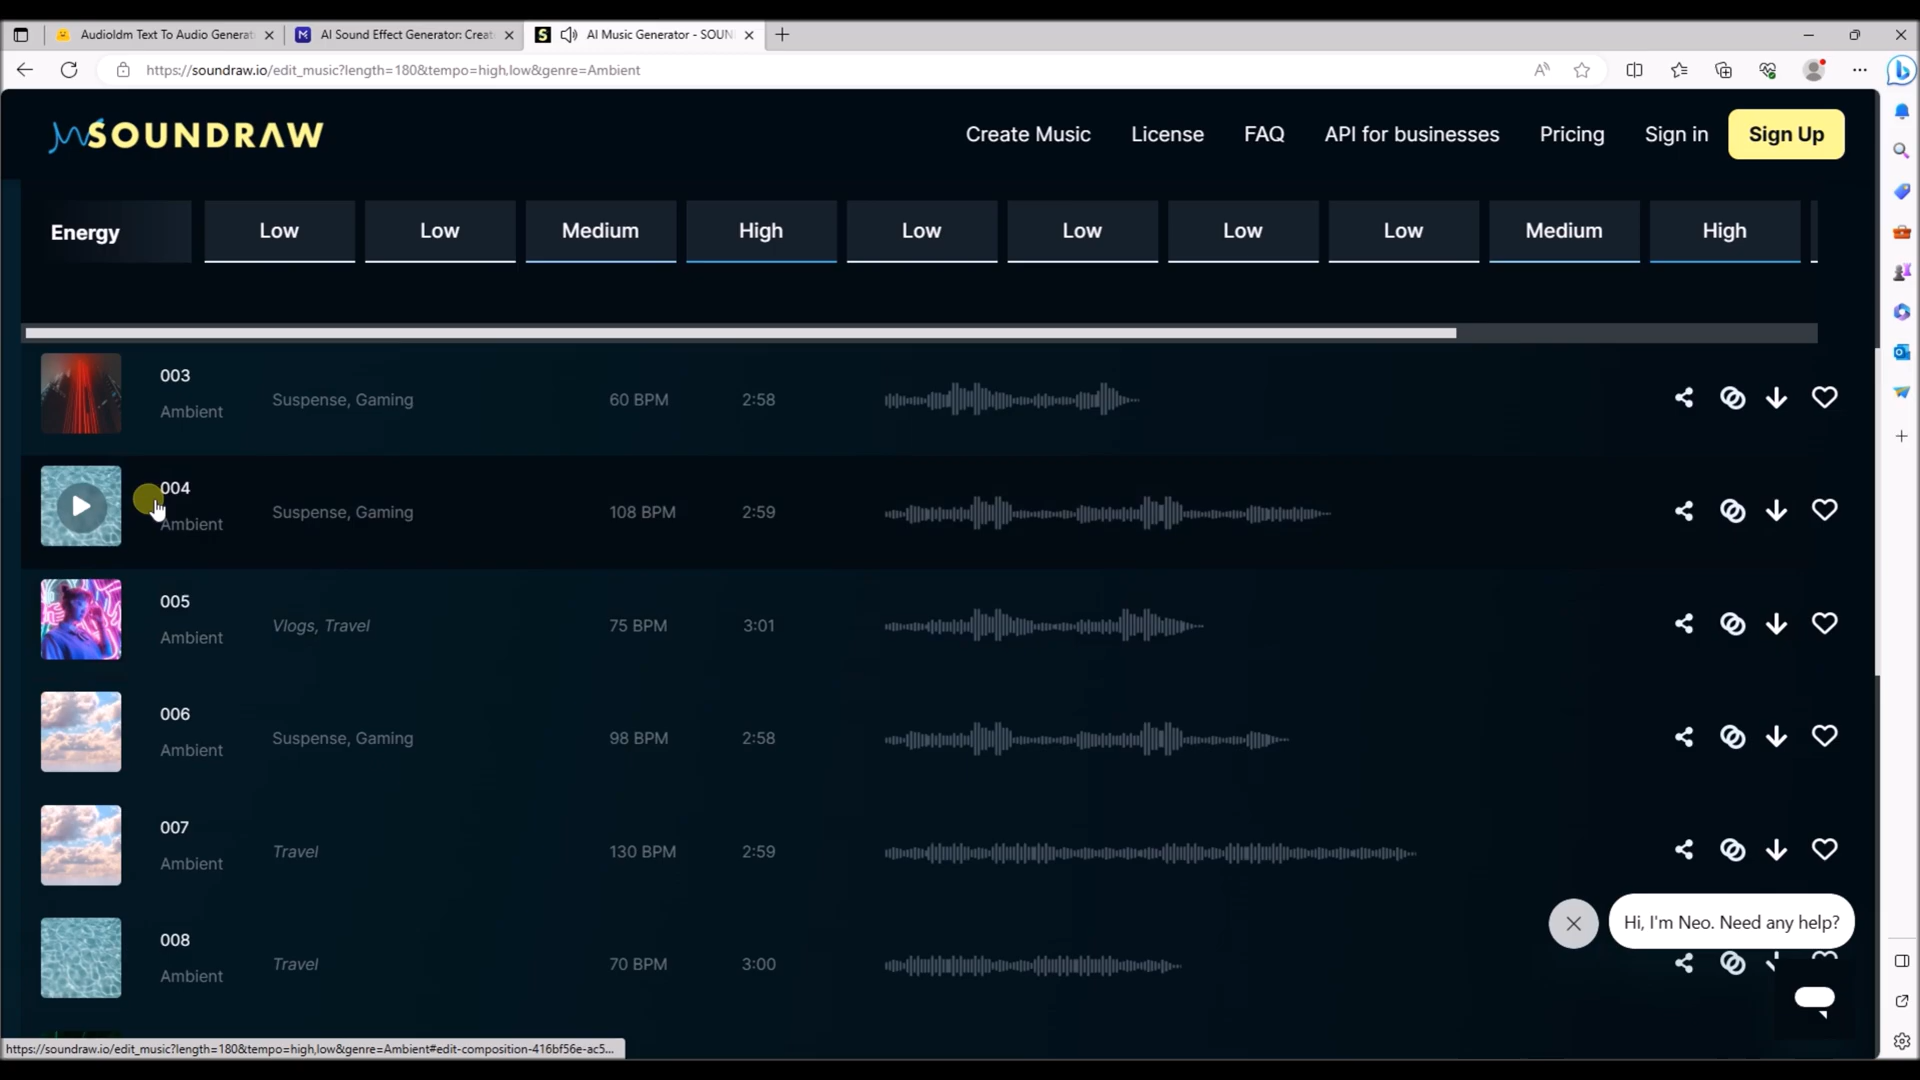 AudioIdm Text To Audio Generat
AI Sound Effect Generator: Creat
AI Music Generator - SOUN
https://soundraw.io/edit_music?length=180&tempo=high,low&genre=Ambient
SOUNDRAW
Create Music
License
FAQ
API for businesses
Pricing
Sign in
Sign Up
Energy
Low
Low
Medium
High
Low
Low
Low
Low
Medium
High
003
Ambient
Suspense, Gaming
60 BPM
2:58
004
Ambient
Suspense, Gaming
108 BPM
2:59
005
Ambient
Vlogs, Travel
75 BPM
3:01
006
Ambient
Suspense, Gaming
98 BPM
2:58
007
Ambient
Travel
130 BPM
2:59
Hi, I'm Neo. Need any help?
008
Ambient
Travel
70 BPM
3:00
https://soundraw.io/edit_music?length=180&tempo=high,low&genre=Ambient#edit-composition-416bf56e-ac5...